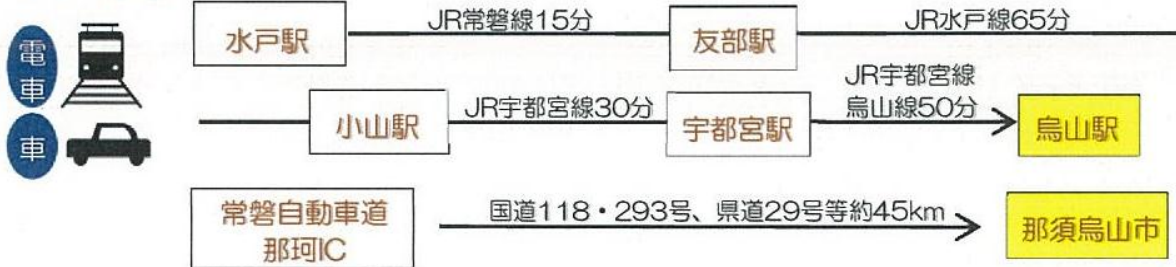 電車
水戸駅
JR常磐線15分
友部駅
JR水戸線65分
小山駅
JR宇都宮線30分
宇都宮駅
JR宇都宮線
烏山線50分
烏山駅
車
常磐自動車道
那珂IC
国道118・293号、県道29号等約45km
那須烏山市